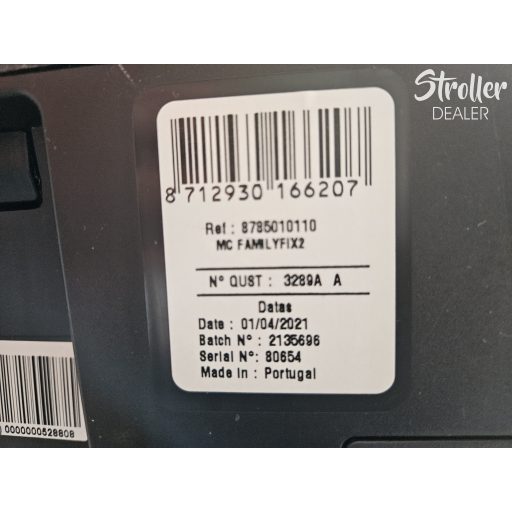 Stroller
DEALER
8 712930 166207
Ref : 8785010110
MC FAMILYFIX2
N° QUST : 3289A A
Datas
Date : 01/04/2021
Batch N° : 2135696
Serial N°: 80654
Made in : Portugal
) 0000000528808